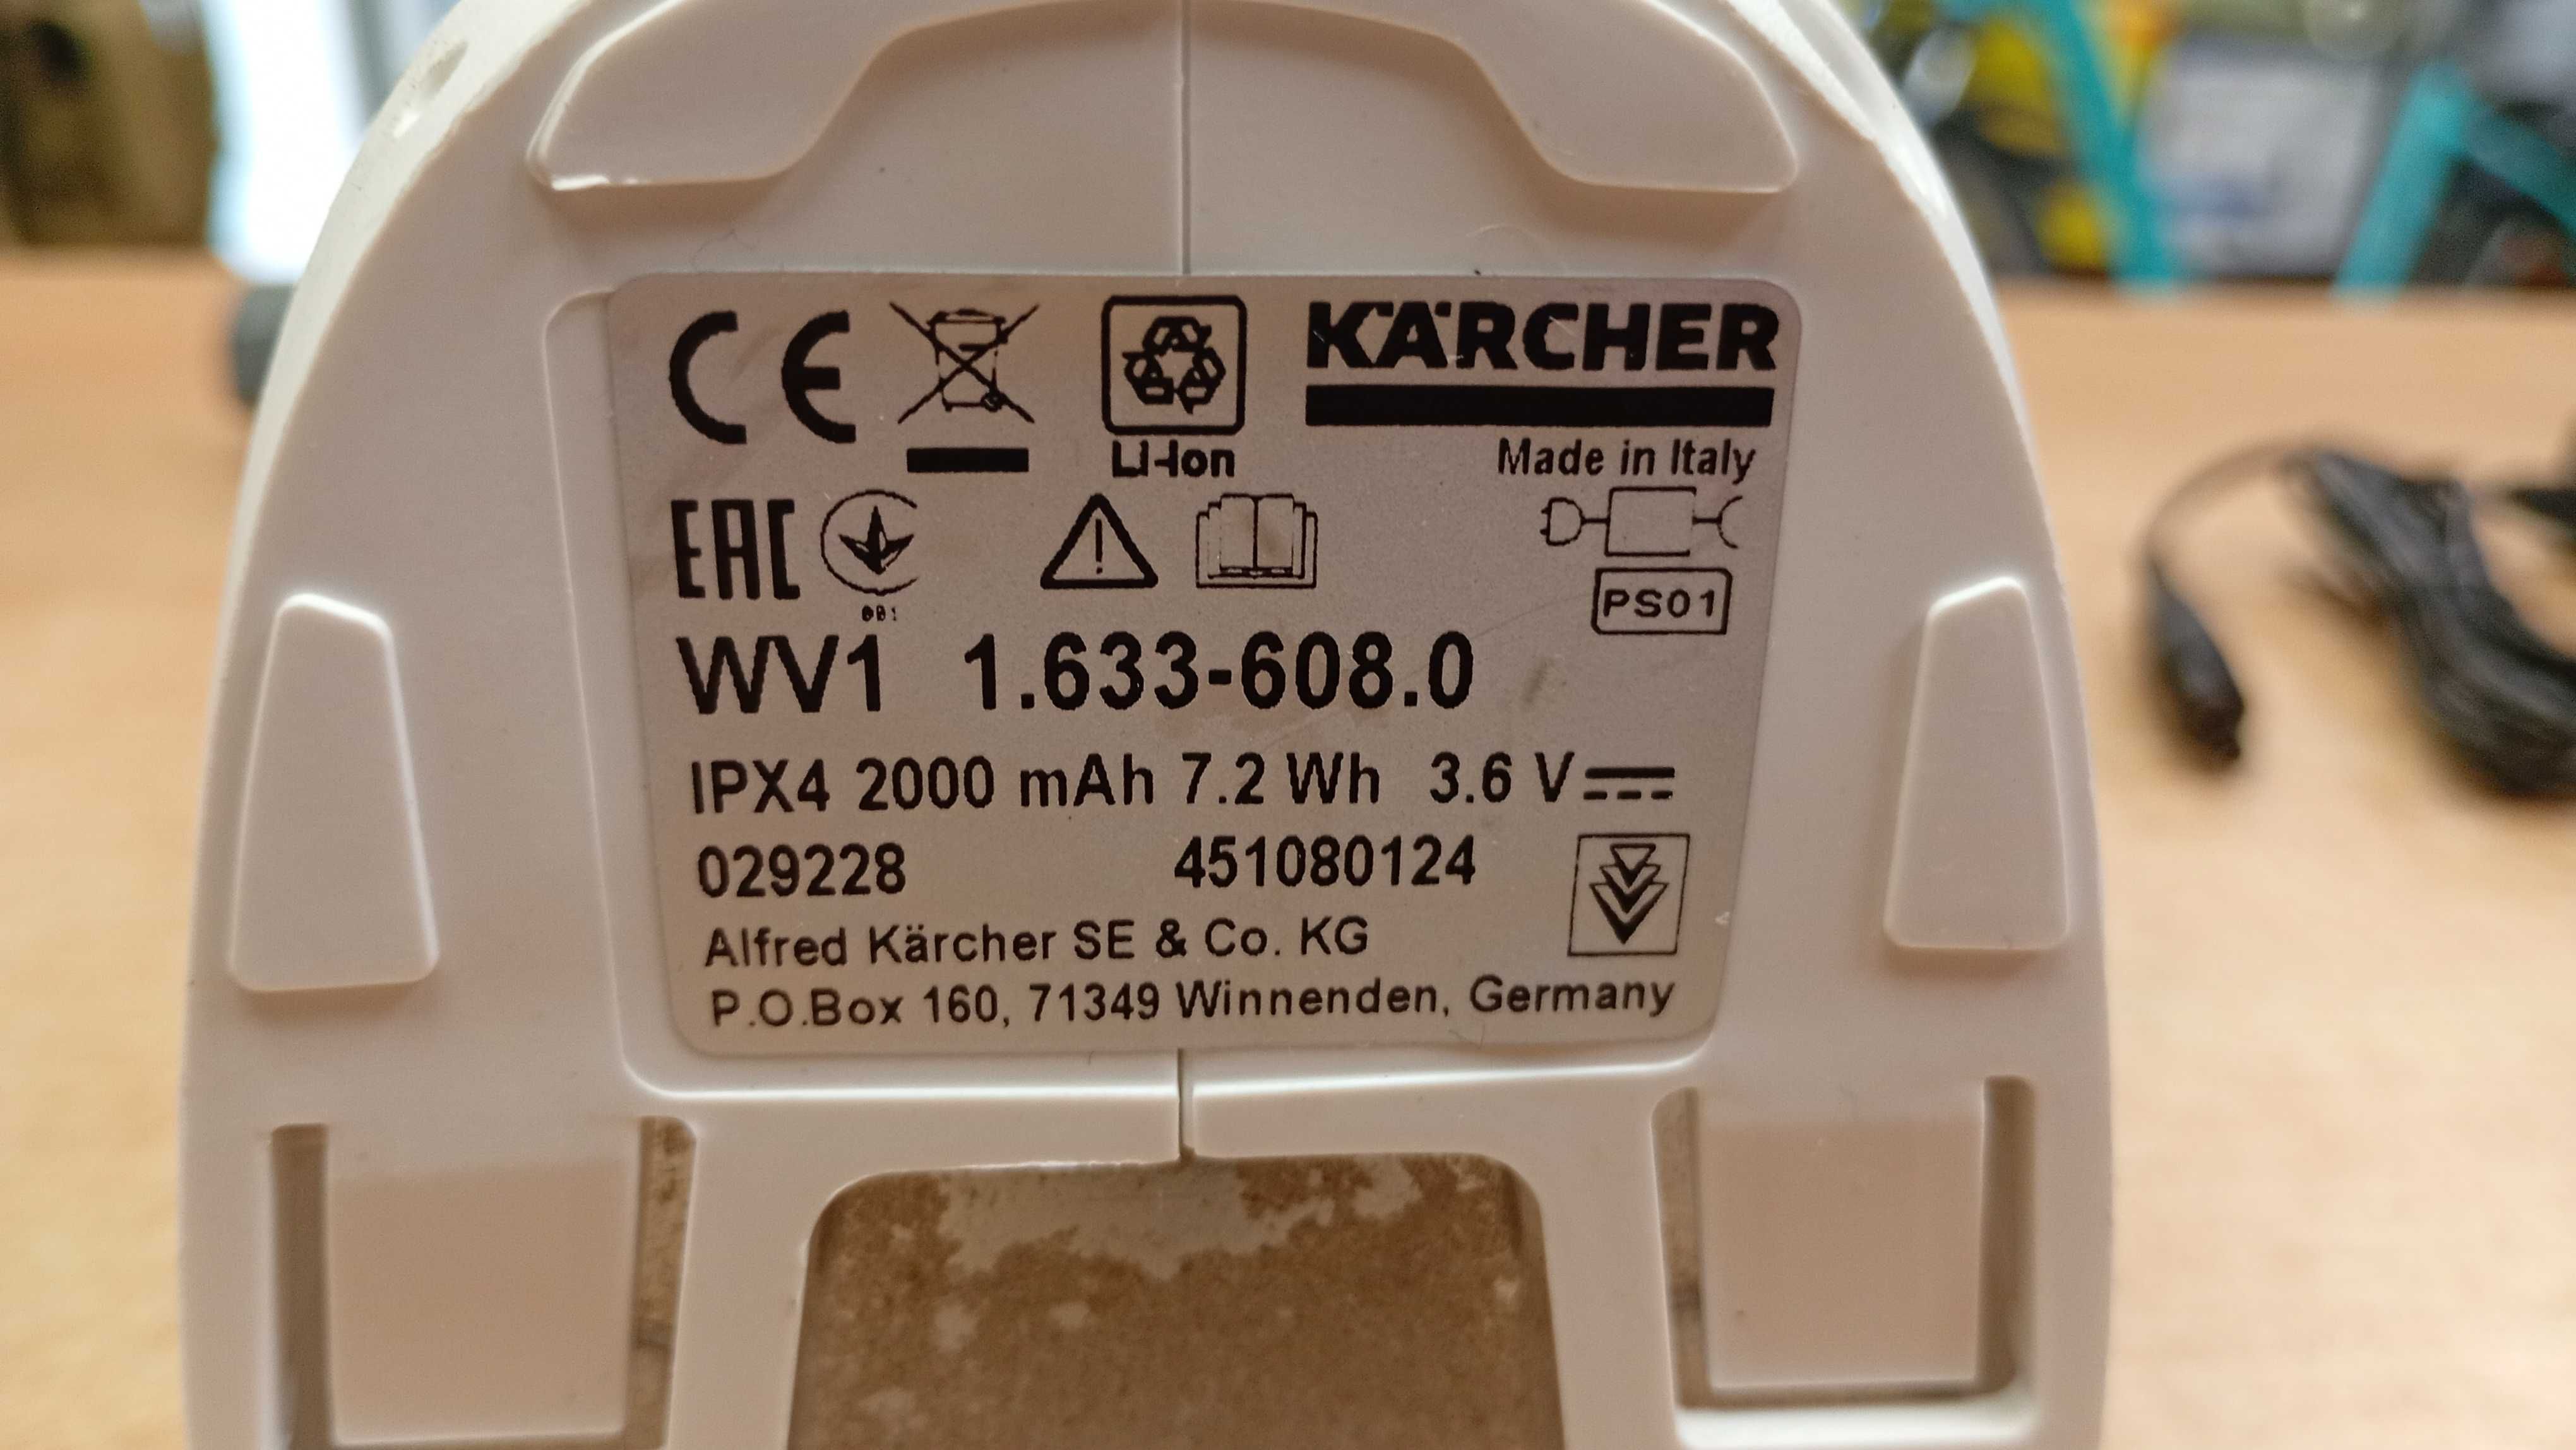 CE
KÄRCHER
Li-Ion
Made in Italy
EAC
PS01
WV1 1.633-608.0
IPX4 2000 mAh 7.2 Wh 3.6 V
029228 451080124
Alfred Kärcher SE & Co. KG
P.O.Box 160, 71349 Winnenden, Germany